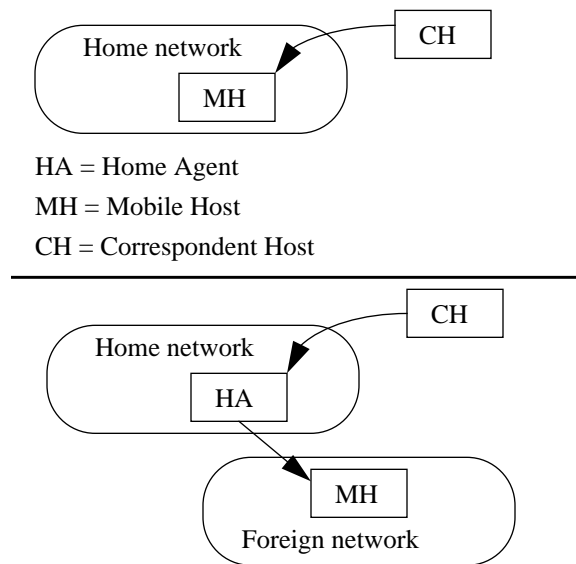 Home network
CH
MH
HA = Home Agent
MH = Mobile Host
CH = Correspondent Host
CH
Home network
HA
MH
Foreign network